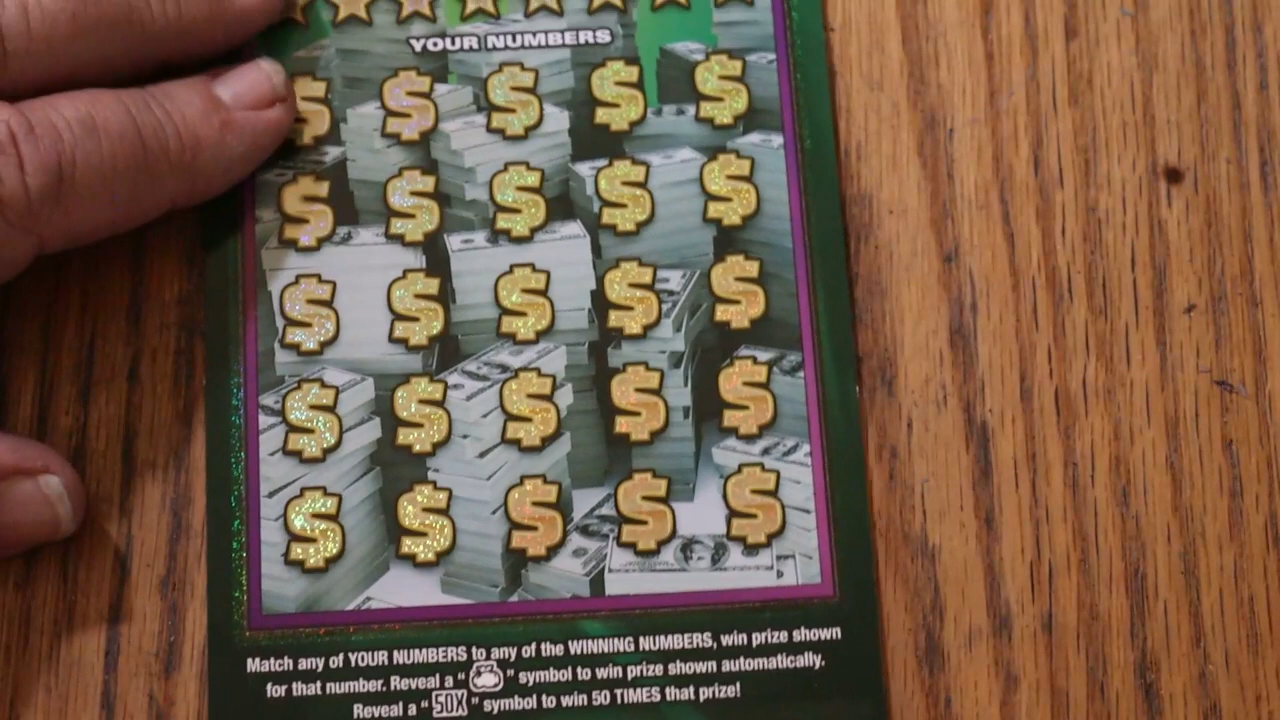 YOUR NUMBERS
Match any of YOUR NUMBERS to any of the WINNING NUMBERS, win prize shown
for that number. Reveal a " " symbol to win prize shown automatically.
Reveal a " 50X " symbol to win 50 TIMES that prize!